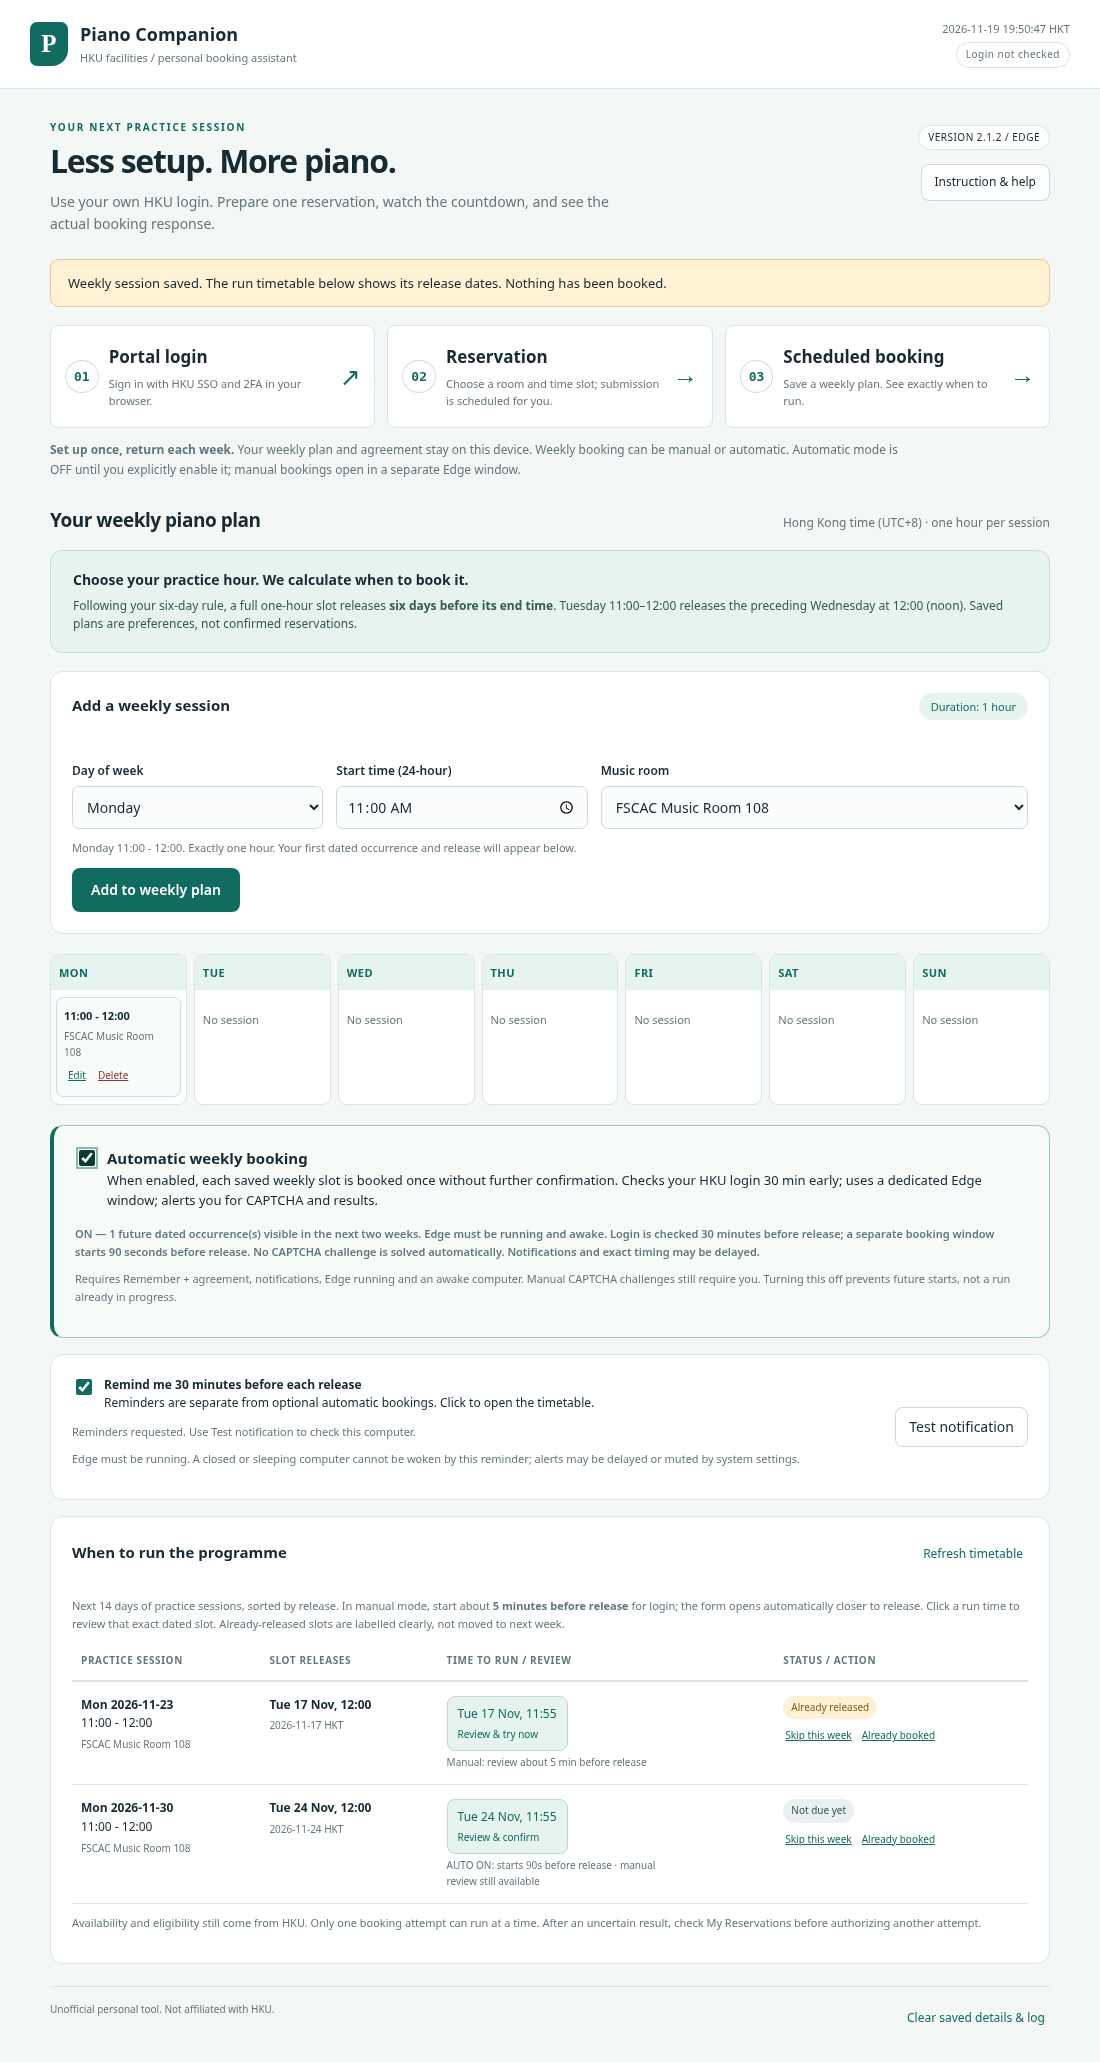 P
Piano Companion
HKU facilities / personal booking assistant
2026-11-19 19:50:47 HKT
Login not checked
YOUR NEXT PRACTICE SESSION
Less setup. More piano.
Use your own HKU login. Prepare one reservation, watch the countdown, and see the
actual booking response.
VERSION 2.1.2 / EDGE
Instruction & help
Weekly session saved. The run timetable below shows its release dates. Nothing has been booked.
01
Portal login
Sign in with HKU SSO and 2FA in your
browser.
↗
02
Reservation
Choose a room and time slot; submission
is scheduled for you.
→
03
Scheduled booking
Save a weekly plan. See exactly when to
run.
→
Set up once, return each week. Your weekly plan and agreement stay on this device. Weekly booking can be manual or automatic. Automatic mode is
OFF until you explicitly enable it; manual bookings open in a separate Edge window.
Your weekly piano plan
Hong Kong time (UTC+8) · one hour per session
Choose your practice hour. We calculate when to book it.
Following your six-day rule, a full one-hour slot releases six days before its end time. Tuesday 11:00–12:00 releases the preceding Wednesday at 12:00 (noon). Saved
plans are preferences, not confirmed reservations.
Add a weekly session
Duration: 1 hour
Day of week
Monday
Start time (24-hour)
11:00 AM
Music room
FSCAC Music Room 108
Monday 11:00 - 12:00. Exactly one hour. Your first dated occurrence and release will appear below.
Add to weekly plan
MON
11:00 - 12:00
FSCAC Music Room
108
Edit Delete
TUE
No session
WED
No session
THU
No session
FRI
No session
SAT
No session
SUN
No session
Automatic weekly booking
When enabled, each saved weekly slot is booked once without further confirmation. Checks your HKU login 30 min early; uses a dedicated Edge
window; alerts you for CAPTCHA and results.
ON — 1 future dated occurrence(s) visible in the next two weeks. Edge must be running and awake. Login is checked 30 minutes before release; a separate booking window
starts 90 seconds before release. No CAPTCHA challenge is solved automatically. Notifications and exact timing may be delayed.
Requires Remember + agreement, notifications, Edge running and an awake computer. Manual CAPTCHA challenges still require you. Turning this off prevents future starts, not a run
already in progress.
Remind me 30 minutes before each release
Reminders are separate from optional automatic bookings. Click to open the timetable.
Reminders requested. Use Test notification to check this computer.
Edge must be running. A closed or sleeping computer cannot be woken by this reminder; alerts may be delayed or muted by system settings.
Test notification
When to run the programme
Refresh timetable
Next 14 days of practice sessions, sorted by release. In manual mode, start about 5 minutes before release for login; the form opens automatically closer to release. Click a run time to
review that exact dated slot. Already-released slots are labelled clearly, not moved to next week.
PRACTICE SESSION SLOT RELEASES TIME TO RUN / REVIEW STATUS / ACTION
Mon 2026-11-23
11:00 - 12:00
FSCAC Music Room 108
Tue 17 Nov, 12:00
2026-11-17 HKT
Tue 17 Nov, 11:55
Review & try now
Manual: review about 5 min before release
Already released
Skip this week Already booked
Mon 2026-11-30
11:00 - 12:00
FSCAC Music Room 108
Tue 24 Nov, 12:00
2026-11-24 HKT
Tue 24 Nov, 11:55
Review & confirm
AUTO ON: starts 90s before release · manual
review still available
Not due yet
Skip this week Already booked
Availability and eligibility still come from HKU. Only one booking attempt can run at a time. After an uncertain result, check My Reservations before authorizing another attempt.
Unofficial personal tool. Not affiliated with HKU.
Clear saved details & log